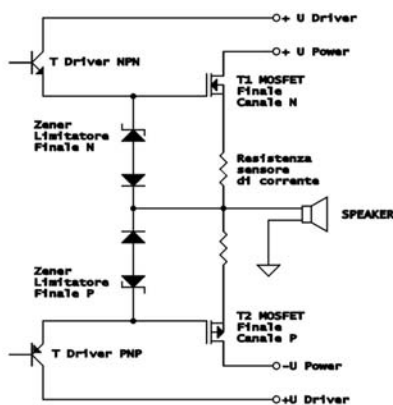 + U Driver
T Driver NPN
+ U Power
T1 MOSFET
Finale
Canale N
Zener
Limitatore
Finale N
Resistenza
sensore
di corrente
SPEAKER
Zener
Limitatore
Finale P
T2 MOSFET
Finale
Canale P
T Driver PNP
-U Power
+U Driver